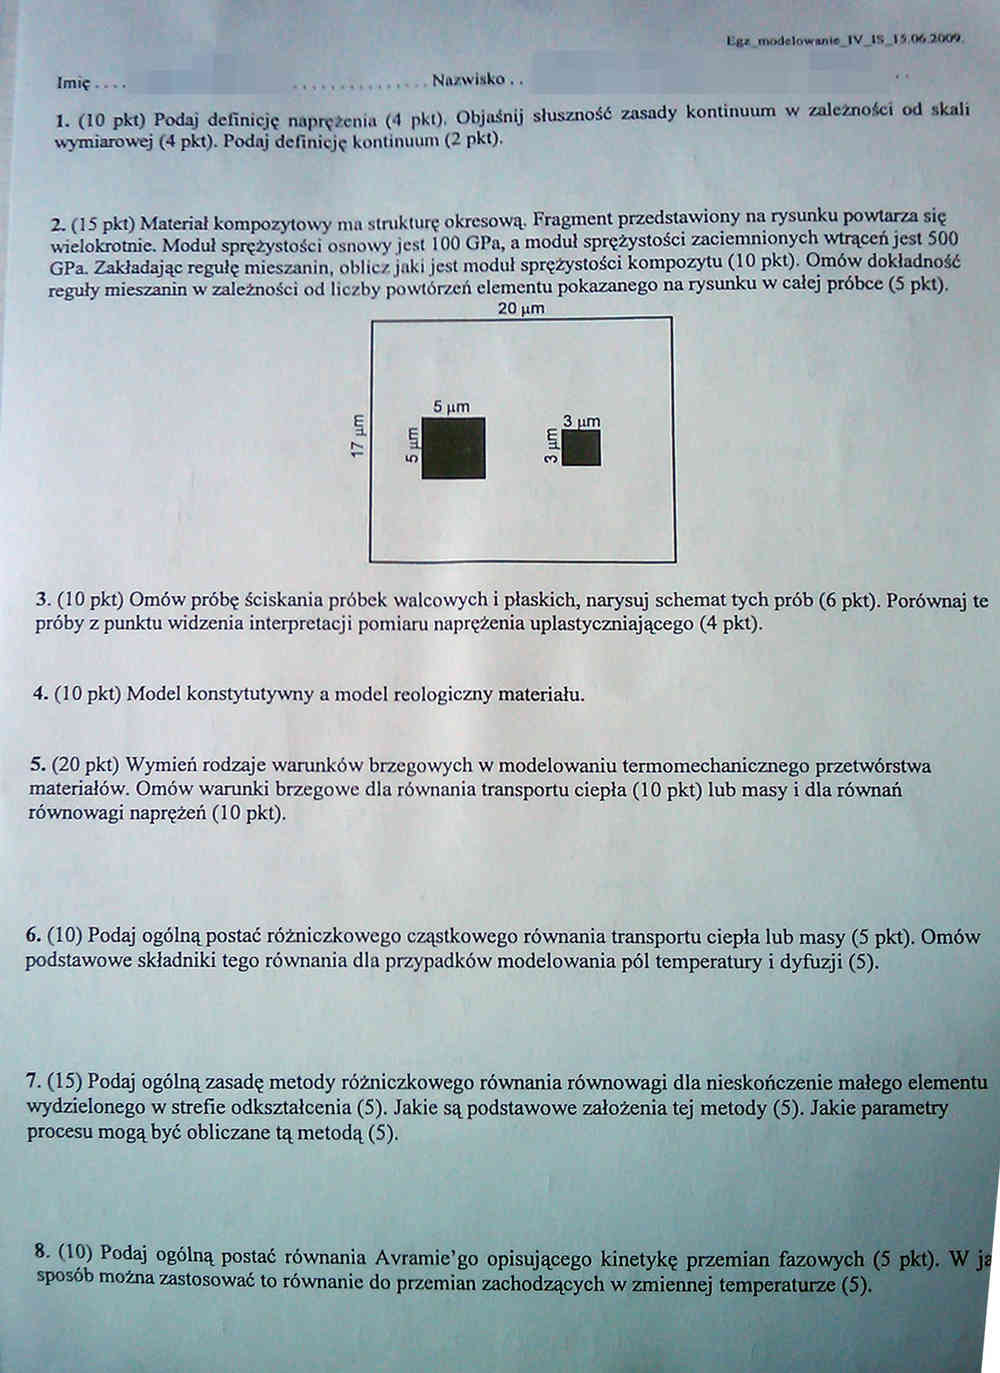 Egz_modelowanie_IV_IS_15.06.2009.
Imię . . . . . . . . . . . . . . . . . . . Nazwisko . .
1. (10 pkt) Podaj definicję naprężenia (4 pkt). Objaśnij słuszność zasady kontinuum w zależności od skali
wymiarowej (4 pkt). Podaj definicję kontinuum (2 pkt).
2. (15 pkt) Materiał kompozytowy ma strukturę okresową. Fragment przedstawiony na rysunku powtarza się
wielokrotnie. Moduł sprężystości osnowy jest 100 GPa, a moduł sprężystości zaciemnionych wtrąceń jest 500
GPa. Zakładając regułę mieszanin, oblicz jaki jest moduł sprężystości kompozytu (10 pkt). Omów dokładność
reguły mieszanin w zależności od liczby powtórzeń elementu pokazanego na rysunku w całej próbce (5 pkt).
20 µm
17 µm
5 µm
5 µm
3 µm
3 µm
3. (10 pkt) Omów próbę ściskania próbek walcowych i płaskich, narysuj schemat tych prób (6 pkt). Porównaj te
próby z punktu widzenia interpretacji pomiaru naprężenia uplastyczniającego (4 pkt).
4. (10 pkt) Model konstytutywny a model reologiczny materiału.
5. (20 pkt) Wymień rodzaje warunków brzegowych w modelowaniu termomechanicznego przetwórstwa
materiałów. Omów warunki brzegowe dla równania transportu ciepła (10 pkt) lub masy i dla równań
równowagi naprężeń (10 pkt).
6. (10) Podaj ogólną postać różniczkowego cząstkowego równania transportu ciepła lub masy (5 pkt). Omów
podstawowe składniki tego równania dla przypadków modelowania pól temperatury i dyfuzji (5).
7. (15) Podaj ogólną zasadę metody różniczkowego równania równowagi dla nieskończenie małego elementu
wydzielonego w strefie odkształcenia (5). Jakie są podstawowe założenia tej metody (5). Jakie parametry
procesu mogą być obliczane tą metodą (5).
8. (10) Podaj ogólną postać równania Avramie'go opisującego kinetykę przemian fazowych (5 pkt). W
sposób można zastosować to równanie do przemian zachodzących w zmiennej temperaturze (5).